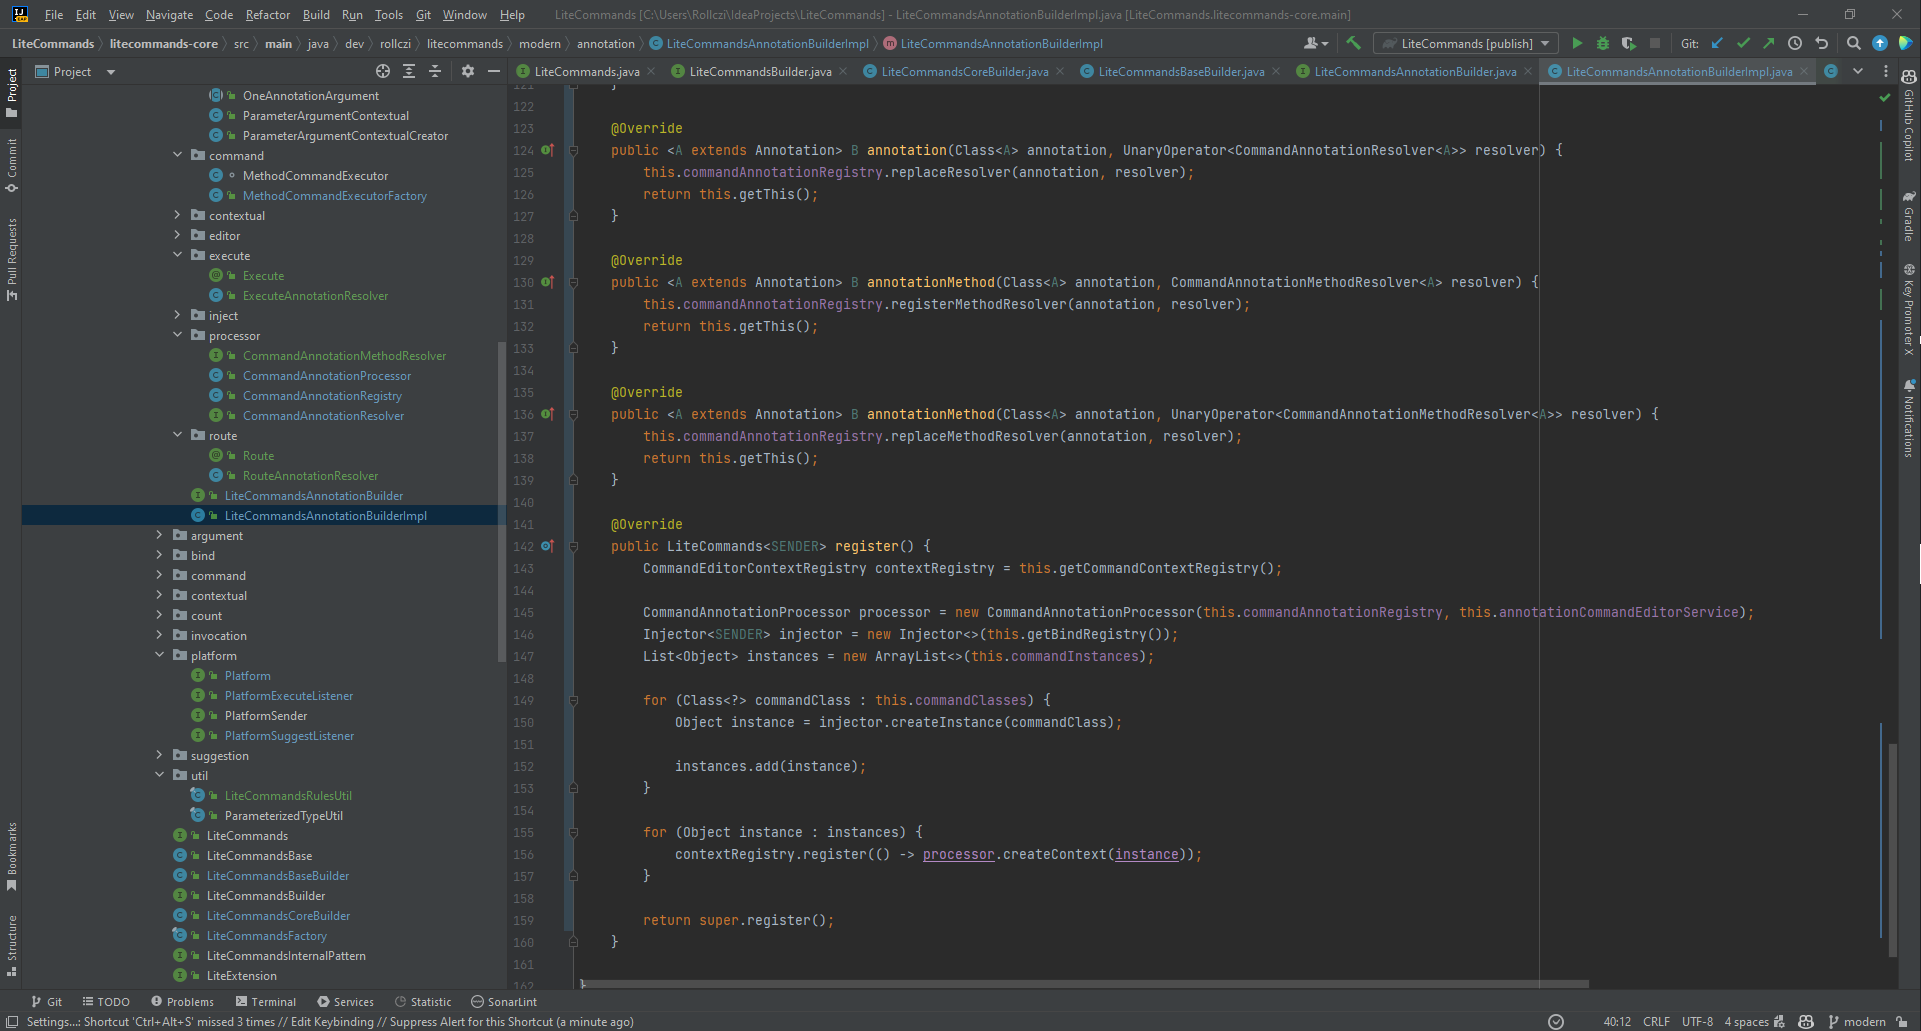 File Edit View Navigate Code Refactor Build Run Tools Git Window Help LiteCommands [C:\Users\Rollczi\IdeaProjects\LiteCommands] - LiteCommandsAnnotationBuilderImpl.java [LiteCommands.litecommands-core.main]
LiteCommands litecommands-core src main java dev rollczi litecommands modern annotation LiteCommandsAnnotationBuilderImpl LiteCommandsAnnotationBuilderImpl LiteCommands [publish] Git:
Project LiteCommands.java LiteCommandsBuilder.java LiteCommandsCoreBuilder.java LiteCommandsBaseBuilder.java LiteCommandsAnnotationBuilder.java LiteCommandsAnnotationBuilderImpl.java
Project
Commit
Pull Requests
Bookmarks
Structure
OneAnnotationArgument
ParameterArgumentContextual
ParameterArgumentContextualCreator
command
MethodCommandExecutor
MethodCommandExecutorFactory
contextual
editor
execute
Execute
ExecuteAnnotationResolver
inject
processor
CommandAnnotationMethodResolver
CommandAnnotationProcessor
CommandAnnotationRegistry
CommandAnnotationResolver
route
Route
RouteAnnotationResolver
LiteCommandsAnnotationBuilder
LiteCommandsAnnotationBuilderImpl
argument
bind
command
contextual
count
invocation
platform
Platform
PlatformExecuteListener
PlatformSender
PlatformSuggestListener
suggestion
util
LiteCommandsRulesUtil
ParameterizedTypeUtil
LiteCommands
LiteCommandsBase
LiteCommandsBaseBuilder
LiteCommandsBuilder
LiteCommandsCoreBuilder
LiteCommandsFactory
LiteCommandsInternalPattern
LiteExtension
121 }
122
123 @Override
124 public <A extends Annotation> B annotation(Class<A> annotation, UnaryOperator<CommandAnnotationResolver<A>> resolver) {
125 this.commandAnnotationRegistry.replaceResolver(annotation, resolver);
126 return this.getThis();
127 }
128
129 @Override
130 public <A extends Annotation> B annotationMethod(Class<A> annotation, CommandAnnotationMethodResolver<A> resolver) {
131 this.commandAnnotationRegistry.registerMethodResolver(annotation, resolver);
132 return this.getThis();
133 }
134
135 @Override
136 public <A extends Annotation> B annotationMethod(Class<A> annotation, UnaryOperator<CommandAnnotationMethodResolver<A>> resolver) {
137 this.commandAnnotationRegistry.replaceMethodResolver(annotation, resolver);
138 return this.getThis();
139 }
140
141 @Override
142 public LiteCommands<SENDER> register() {
143 CommandEditorContextRegistry contextRegistry = this.getCommandContextRegistry();
144
145 CommandAnnotationProcessor processor = new CommandAnnotationProcessor(this.commandAnnotationRegistry, this.annotationCommandEditorService);
146 Injector<SENDER> injector = new Injector<>(this.getBindRegistry());
147 List<Object> instances = new ArrayList<>(this.commandInstances);
148
149 for (Class<?> commandClass : this.commandClasses) {
150 Object instance = injector.createInstance(commandClass);
151
152 instances.add(instance);
153 }
154
155 for (Object instance : instances) {
156 contextRegistry.register(() -> processor.createContext(instance));
157 }
158
159 return super.register();
160 }
161
162 }
GitHub Copilot
Gradle
Key Promoter X
Notifications
Git TODO Problems Terminal Services Statistic SonarLint
Settings...: Shortcut 'Ctrl+Alt+S' missed 3 times // Edit Keybinding // Suppress Alert for this Shortcut (a minute ago) 40:12 CRLF UTF-8 4 spaces modern